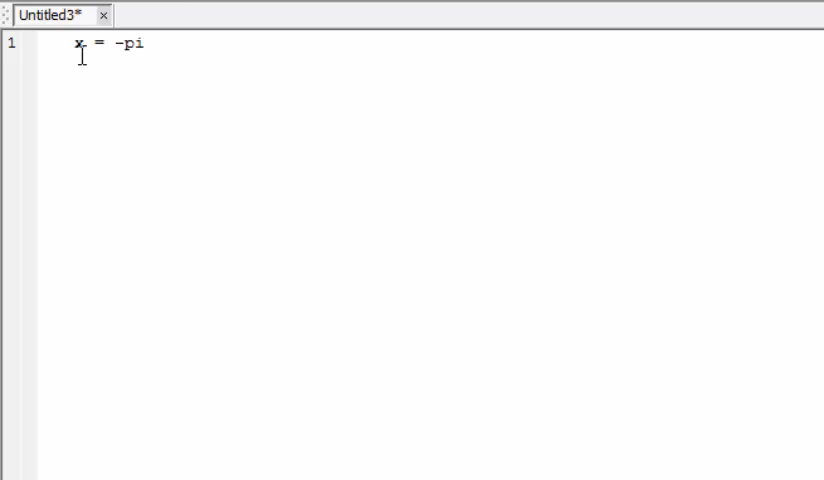 Untitled3*
1 x = -pi